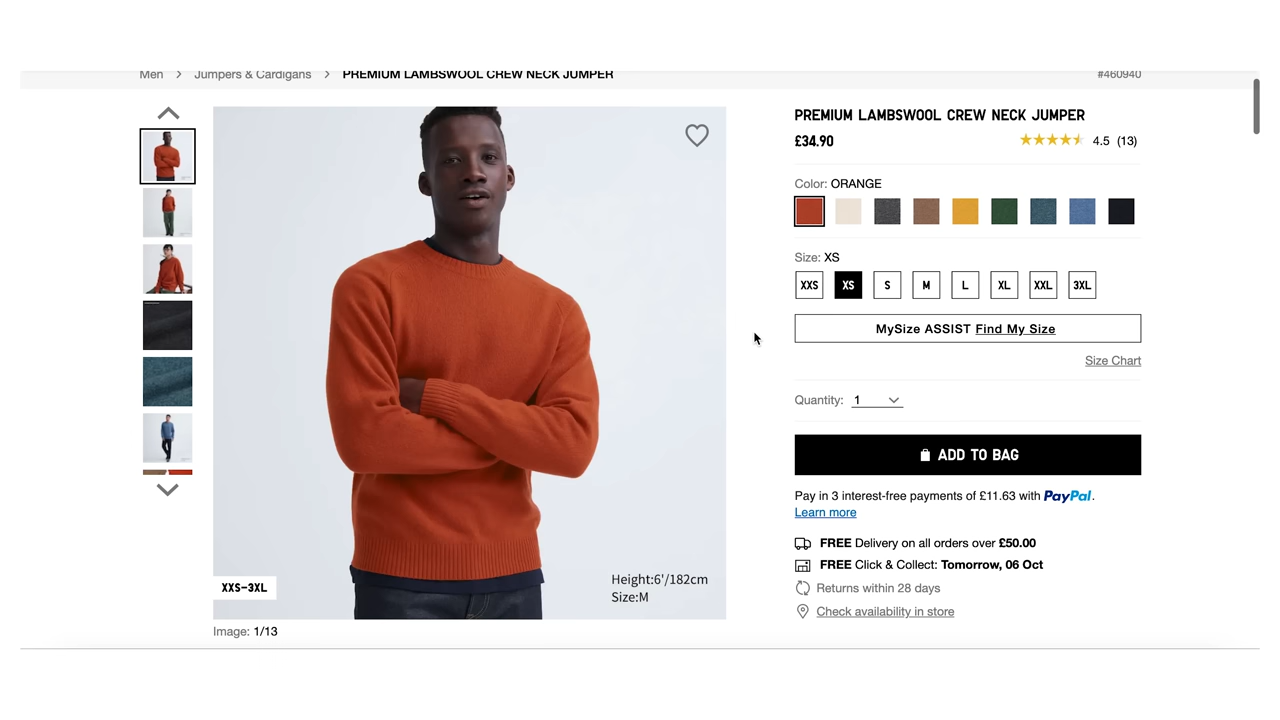 Men > Jumpers & Cardigans > PREMIUM LAMBSWOOL CREW NECK JUMPER
#460940
PREMIUM LAMBSWOOL CREW NECK JUMPER
£34.90
4.5 (13)
Color: ORANGE
Size: XS
XXS XS S M L XL XXL 3XL
MySize ASSIST Find My Size
Size Chart
Quantity: 1
ADD TO BAG
Pay in 3 interest-free payments of £11.63 with PayPal.
Learn more
FREE Delivery on all orders over £50.00
FREE Click & Collect: Tomorrow, 06 Oct
Returns within 28 days
Check availability in store
XXS-3XL
Height:6'/182cm
Size:M
Image: 1/13